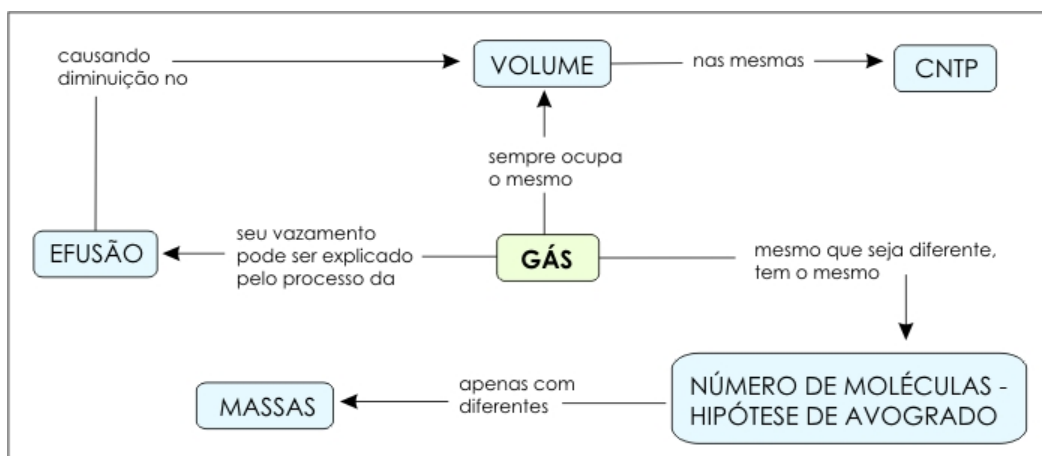 causando
diminuição no
VOLUME
nas mesmas
CNTP
sempre ocupa
o mesmo
EFUSÃO
seu vazamento
pode ser explicado
pelo processo da
GÁS
mesmo que seja diferente,
tem o mesmo
MASSAS
apenas com
diferentes
NÚMERO DE MOLÉCULAS -
HIPÓTESE DE AVOGRADO